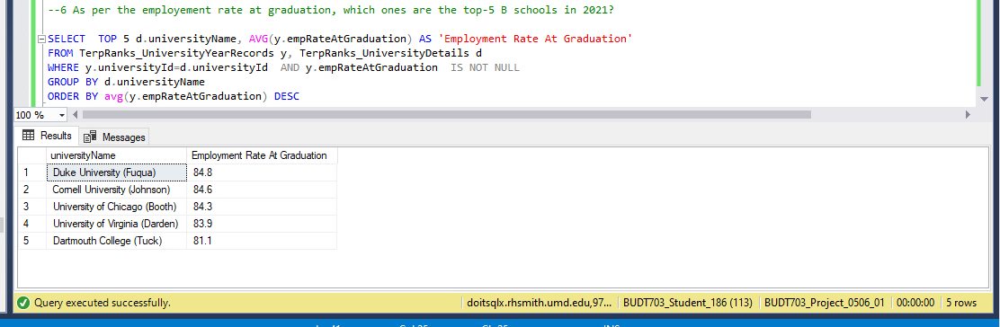 --6 As per the employement rate at graduation, which ones are the top-5 B schools in 2021?
SELECT TOP 5 d.universityName, AVG(y.empRateAtGraduation) AS 'Employment Rate At Graduation'
FROM TerpRanks_UniversityYearRecords y, TerpRanks_UniversityDetails d
WHERE y.universityId=d.universityId AND y.empRateAtGraduation IS NOT NULL
GROUP BY d.universityName
ORDER BY avg(y.empRateAtGraduation) DESC
100 %
Results Messages
universityName Employment Rate At Graduation
1 Duke University (Fuqua) 84.8
2 Cornell University (Johnson) 84.6
3 University of Chicago (Booth) 84.3
4 University of Virginia (Darden) 83.9
5 Dartmouth College (Tuck) 81.1
Query executed successfully. doitsqlx.rhsmith.umd.edu,97... BUDT703_Student_186 (113) BUDT703_Project_0506_01 00:00:00 5 rows